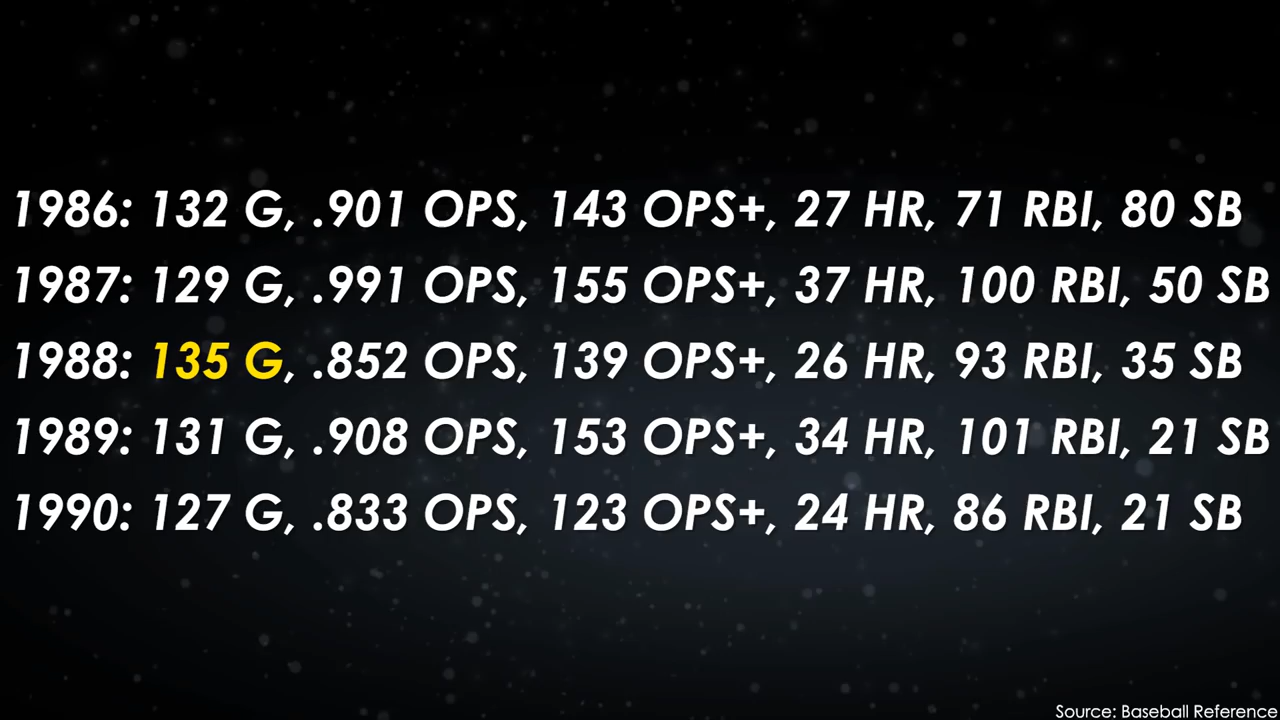 1986: 132 G, .901 OPS, 143 OPS+, 27 HR, 71 RBI, 80 SB
1987: 129 G, .991 OPS, 155 OPS+, 37 HR, 100 RBI, 50 SB
1988: 135 G, .852 OPS, 139 OPS+, 26 HR, 93 RBI, 35 SB
1989: 131 G, .908 OPS, 153 OPS+, 34 HR, 101 RBI, 21 SB
1990: 127 G, .833 OPS, 123 OPS+, 24 HR, 86 RBI, 21 SB
Source: Baseball Reference